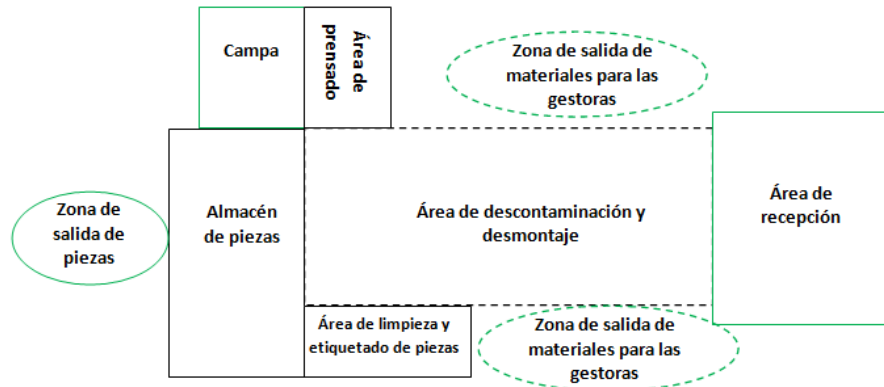 Campa
Área de
prensado
Zona de salida de
materiales para las
gestoras
Zona de
salida de
piezas
Almacén
de piezas
Área de descontaminación y
desmontaje
Área de
recepción
Área de limpieza y
etiquetado de piezas
Zona de salida de
materiales para las
gestoras